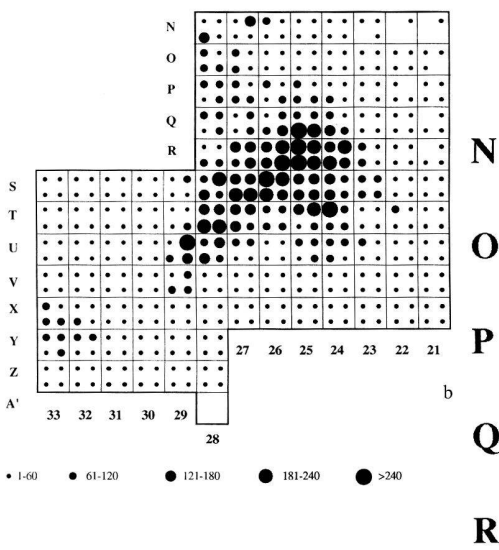 N
O
P
Q
R
S
T
U
V
X
Y
Z
A'
33 32 31 30 29 28 27 26 25 24 23 22 21
b
1-60 61-120 121-180 181-240 >240
N
O
P
Q
R